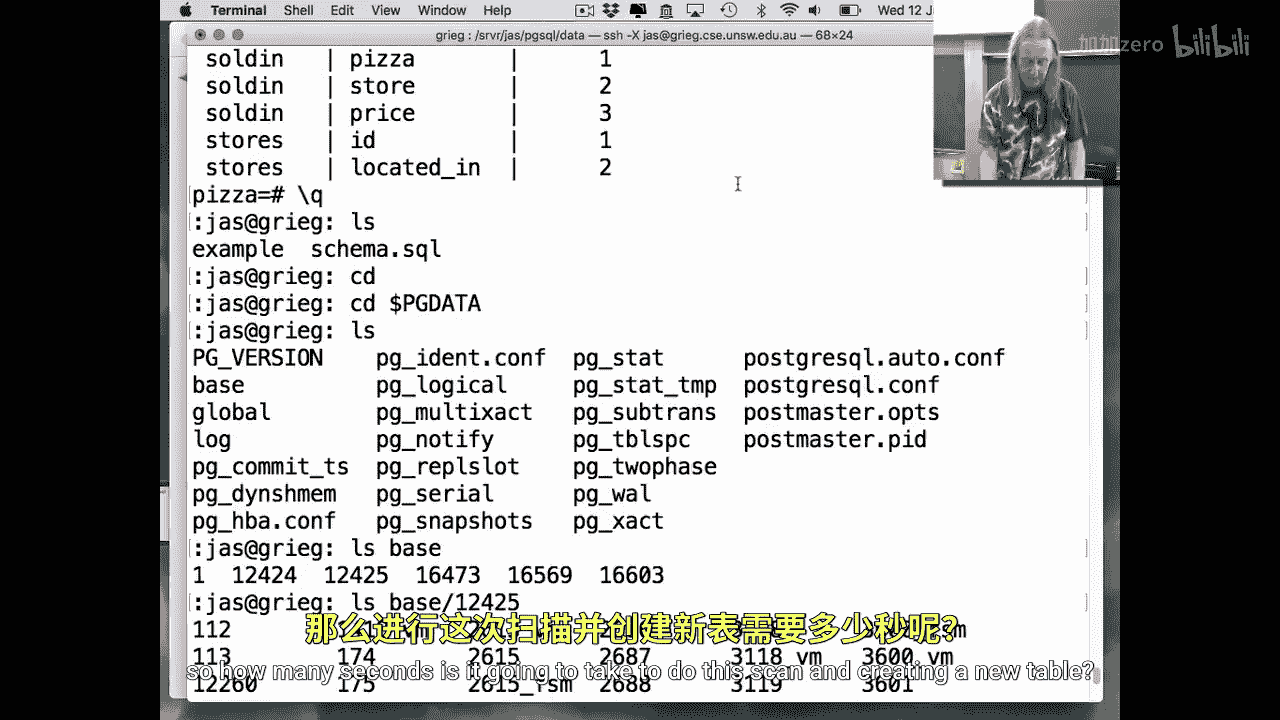 Terminal Shell Edit View Window Help Wed 12 J
grieg : /srvr/jas/pgsql/data — ssh -X jas@grieg.cse.unsw.edu.au — 68×24
加加zero bilibili
soldin | pizza | 1
soldin | store | 2
soldin | price | 3
stores | id | 1
stores | located_in | 2
pizza=# \q
:jas@grieg: ls
example schema.sql
:jas@grieg: cd
:jas@grieg: cd $PGDATA
:jas@grieg: ls
PG_VERSION pg_ident.conf pg_stat postgresql.auto.conf
base pg_logical pg_stat_tmp postgresql.conf
global pg_multixact pg_subtrans postmaster.opts
log pg_notify pg_tblspc postmaster.pid
pg_commit_ts pg_replslot pg_twophase
pg_dynshmem pg_serial pg_wal
pg_hba.conf pg_snapshots pg_xact
:jas@grieg: ls base
1 12424 12425 16473 16569 16603
:jas@grieg: ls base/12425
那么进行这次扫描并创建新表需要多少秒呢?
112
113 174 2615 2687 3118_vm 3600_vm
so how many seconds is it going to take to do this scan and creating a new table?
12260 175 2615_fsm 2688 3119 3601